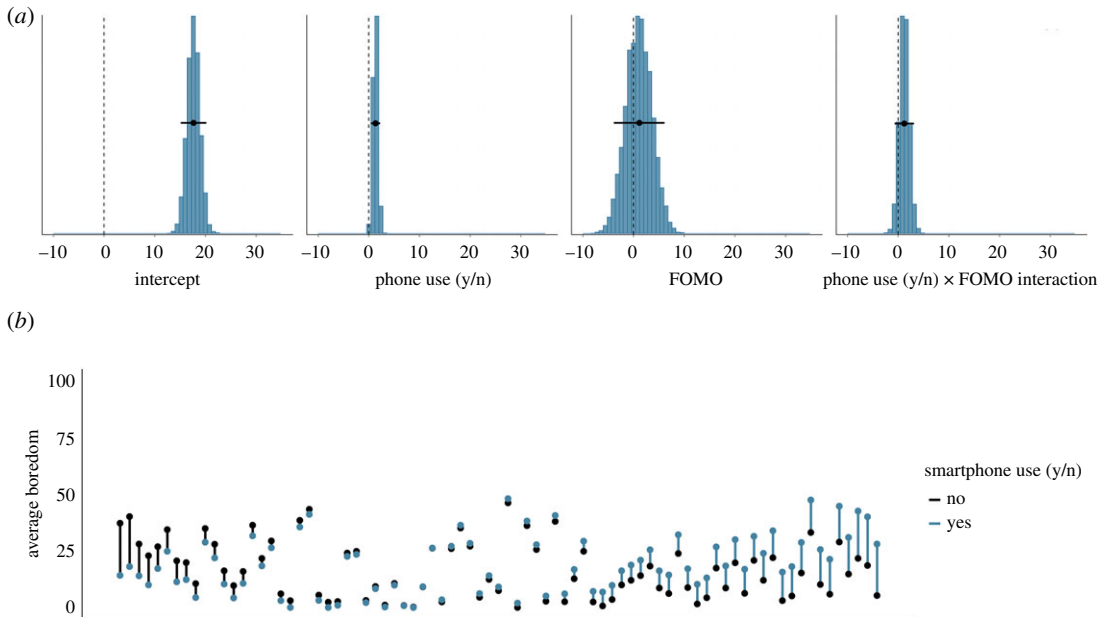 (a)
−10 0 10 20 30 −10 0 10 20 30 −10 0 10 20 30 −10 0 10 20 30
intercept phone use (y/n) FOMO phone use (y/n) × FOMO interaction
(b)
100
75
50
25
0
average boredom
smartphone use (y/n)
no
yes